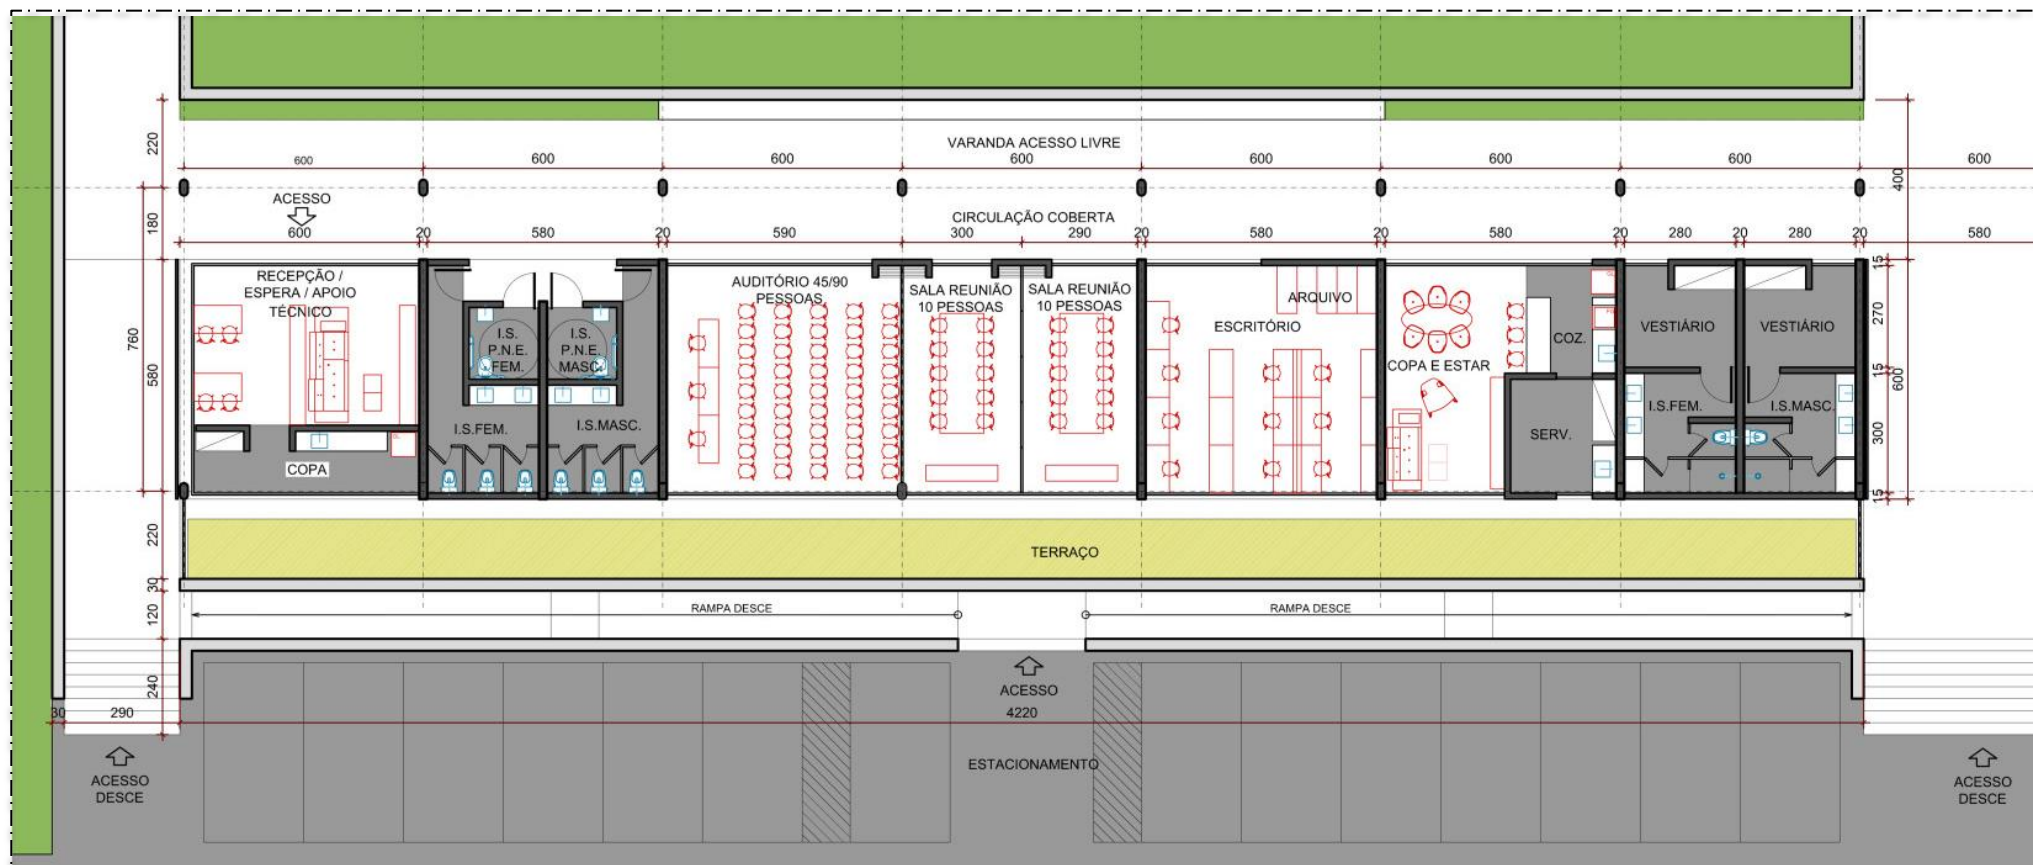 VARANDA ACESSO LIVRE
600 600 600 600 600 600 600 600
220
400
ACESSO
180
CIRCULAÇÃO COBERTA
600 20 580 20 590 300 290 20 580 20 580 20 280 20 280 20 580
RECEPÇÃO /
ESPERA / APOIO
TÉCNICO
I.S.
P.N.E.
FEM.
I.S.
P.N.E.
MASC.
I.S.FEM.
I.S.MASC.
COPA
AUDITÓRIO 45/90
PESSOAS
SALA REUNIÃO
10 PESSOAS
SALA REUNIÃO
10 PESSOAS
ESCRITÓRIO
ARQUIVO
COPA E ESTAR
COZ.
SERV.
VESTIÁRIO
VESTIÁRIO
I.S.FEM.
I.S.MASC.
760
580
15
270
15
600
300
15
220
TERRAÇO
30
120
RAMPA DESCE
RAMPA DESCE
240
ACESSO
30 290 4220
ESTACIONAMENTO
ACESSO
DESCE
ACESSO
DESCE